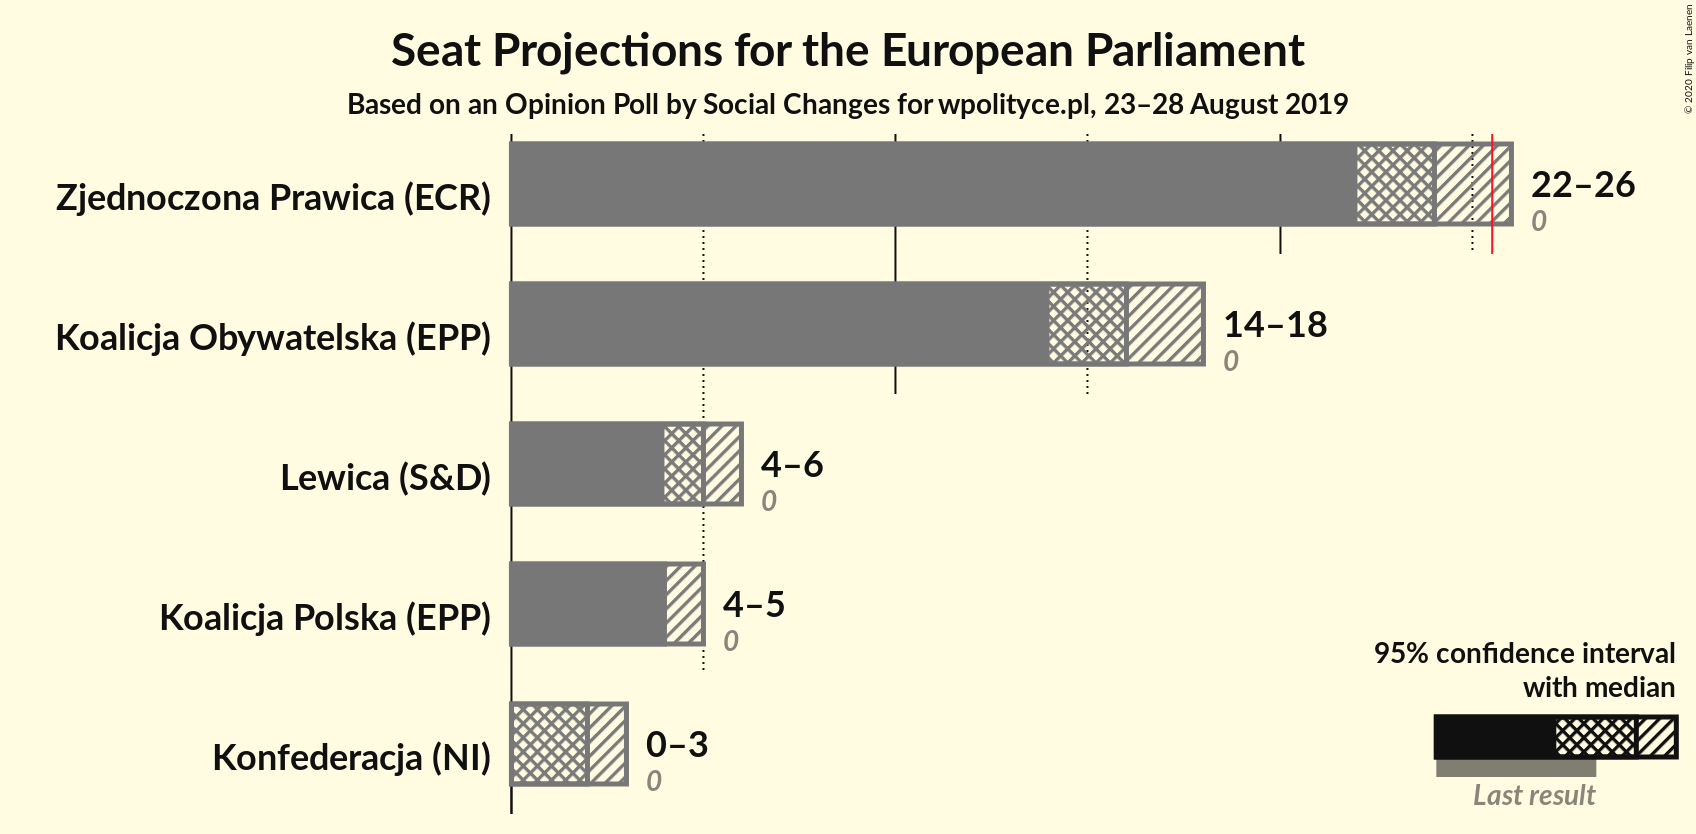 Seat Projections for the European Parliament
Based on an Opinion Poll by Social Changes for wpolityce.pl, 23–28 August 2019
© 2020 Filip van Laenen
Zjednoczona Prawica (ECR)
22–26
0
Koalicja Obywatelska (EPP)
14–18
0
Lewica (S&D)
4–6
0
Koalicja Polska (EPP)
4–5
0
Konfederacja (NI)
0–3
0
95% confidence interval
with median
Last result